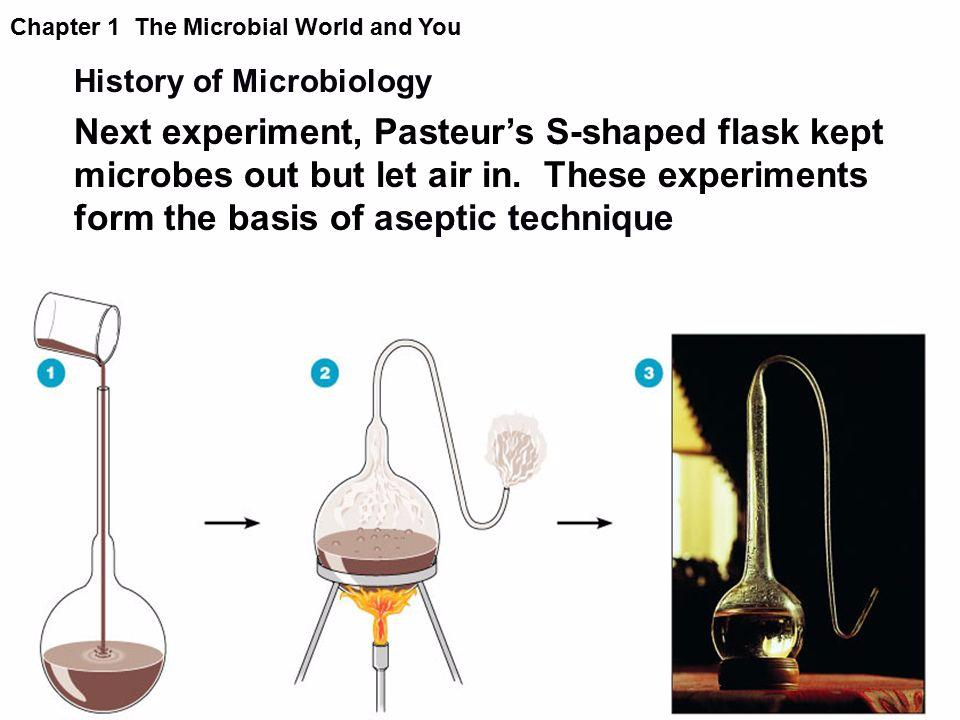 Chapter 1  The Microbial World and You
History of Microbiology
Next experiment, Pasteur’s S-shaped flask kept
microbes out but let air in.  These experiments
form the basis of aseptic technique
1
2
3